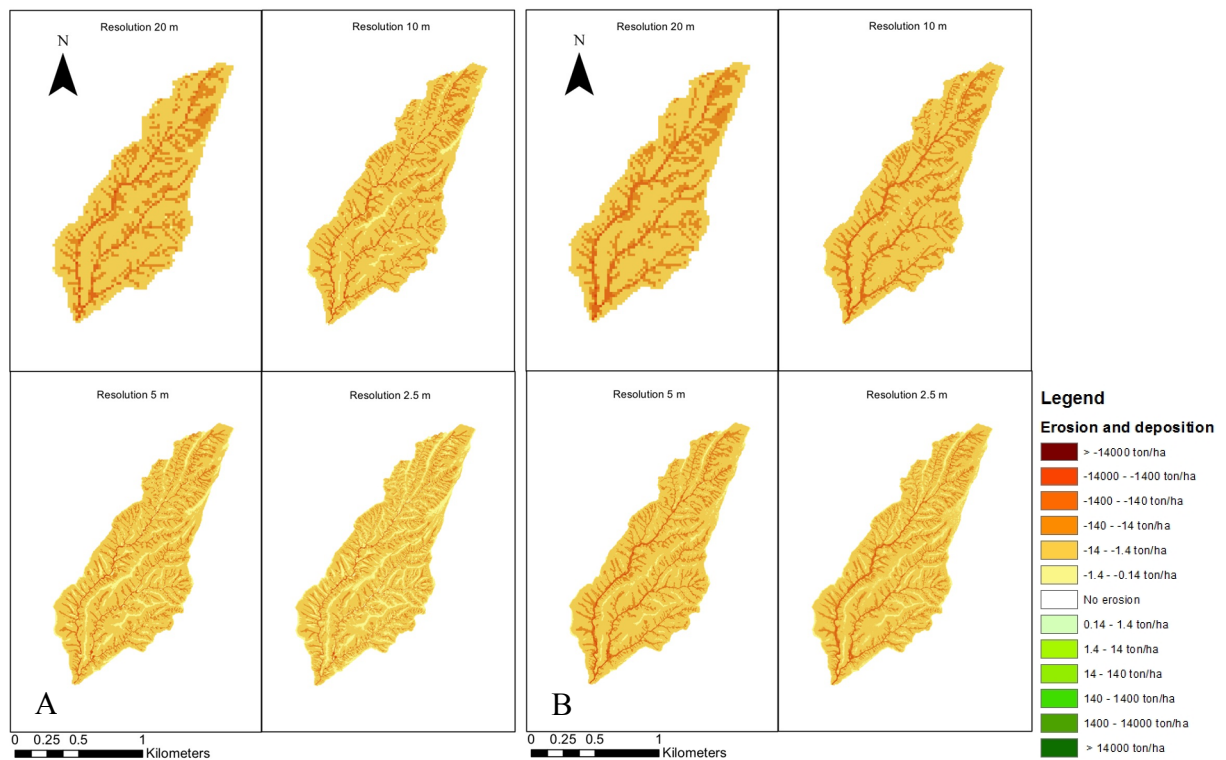 Resolution 20 m
Resolution 10 m
N
Resolution 5 m
Resolution 2.5 m
A
0 0.25 0.5 1
Kilometers
Resolution 20 m
Resolution 10 m
N
Resolution 5 m
Resolution 2.5 m
B
0 0.25 0.5 1
Kilometers
Legend
Erosion and deposition
> -14000 ton/ha
-14000 - -1400 ton/ha
-1400 - -140 ton/ha
-140 - -14 ton/ha
-14 - -1.4 ton/ha
-1.4 - -0.14 ton/ha
No erosion
0.14 - 1.4 ton/ha
1.4 - 14 ton/ha
14 - 140 ton/ha
140 - 1400 ton/ha
1400 - 14000 ton/ha
> 14000 ton/ha